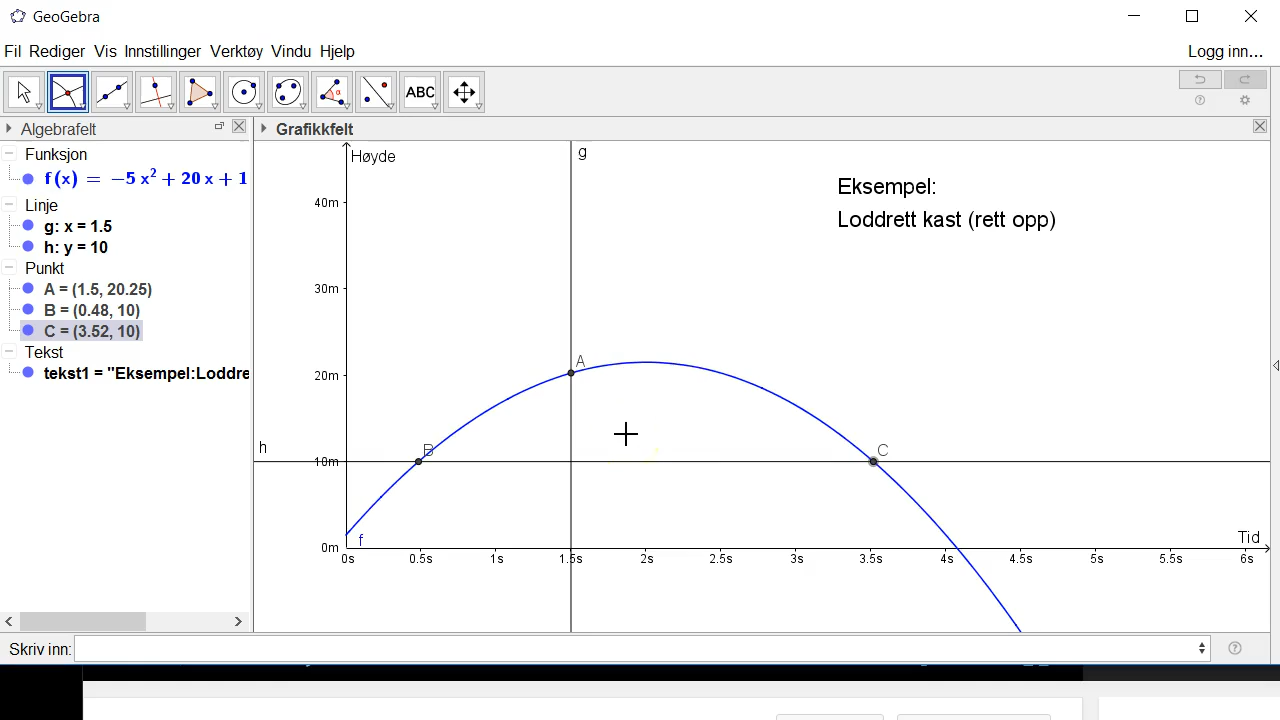 GeoGebra
Fil Rediger Vis Innstillinger Verktøy Vindu Hjelp
Logg inn...
ABC
Algebrafelt
Grafikkfelt
Funksjon
f(x) = −5 x² + 20 x + 1
Linje
g: x = 1.5
h: y = 10
Punkt
A = (1.5, 20.25)
B = (0.48, 10)
C = (3.52, 10)
Tekst
tekst1 = "Eksempel:Loddre
Høyde
g
Eksempel:
Loddrett kast (rett opp)
40m
30m
20m
10m
0m
A
B
C
h
f
Tid
0s 0.5s 1s 1.5s 2s 2.5s 3s 3.5s 4s 4.5s 5s 5.5s 6s
Skriv inn: